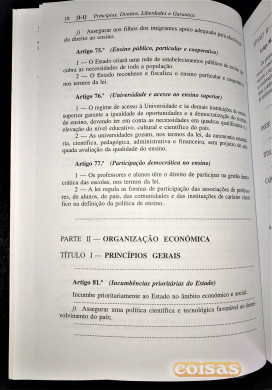 18 [I-1] Princípios, Direitos, Liberdades e Garantias
j) Assegurar aos filhos dos imigrantes apoio adequado para efectivação
do direito ao ensino.
Artigo 75.º (Ensino público, particular e cooperativo)
1 — O Estado criará uma rede de estabelecimentos públicos de ensino que
cubra as necessidades de toda a população.
2 — O Estado reconhece e fiscaliza o ensino particular e cooperativo,
nos termos da lei.
Artigo 76.º (Universidade e acesso ao ensino superior)
1 — O regime de acesso à Universidade e às demais instituições do ensino
superior garante a igualdade de oportunidades e a democratização do sistema
de ensino, devendo ter em conta as necessidades em quadros qualificados e a
elevação do nível educativo, cultural e científico do país.
2 — As universidades gozam, nos termos da lei, de autonomia estatutária,
científica, pedagógica, administrativa e financeira, sem prejuízo de adequada
avaliação da qualidade do ensino.
Artigo 77.º (Participação democrática no ensino)
1 — Os professores e alunos têm o direito de participar na gestão democrática
das escolas, nos termos da lei.
2 — A lei regula as formas de participação das associações de professores,
de alunos, de pais, das comunidades e das instituições de carácter científico
na definição da política de ensino.
PARTE II — ORGANIZAÇÃO ECONÓMICA
TÍTULO I — PRINCÍPIOS GERAIS
Artigo 81.º (Incumbências prioritárias do Estado)
Incumbe prioritariamente ao Estado no âmbito económico e social:
j) Assegurar uma política científica e tecnológica favorável ao desenvolvimento
do país;
coisas